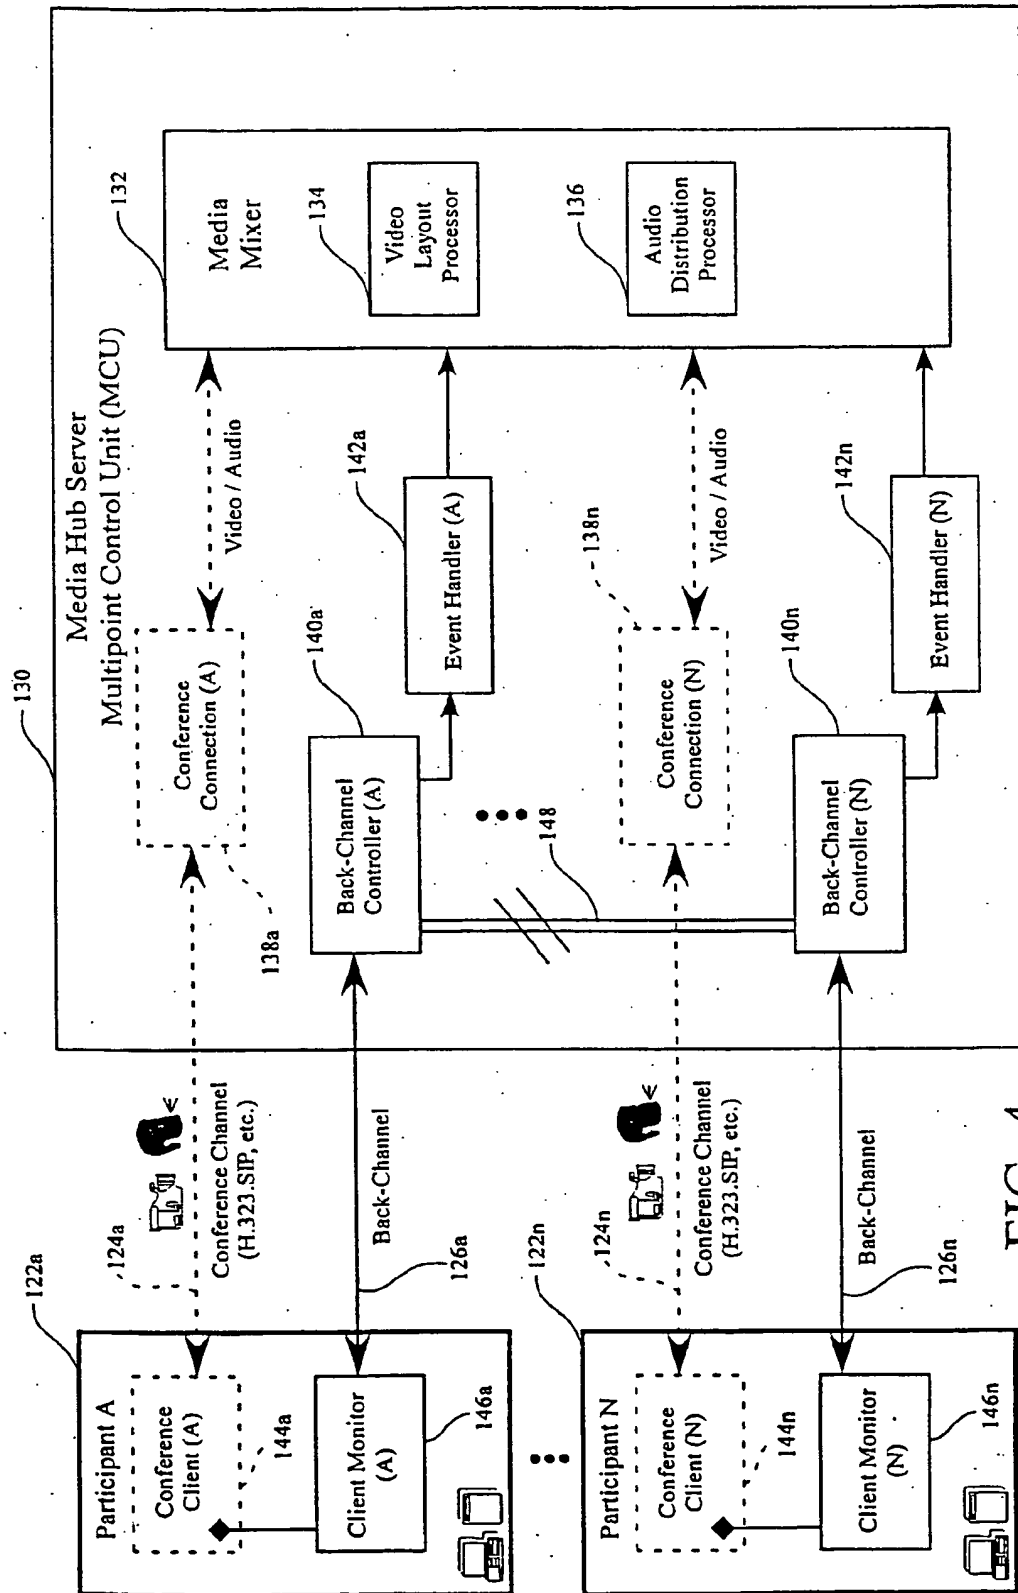 130
Media Hub Server
Multipoint Control Unit (MCU)
132
Media
Mixer
134
Video
Layout
Processor
136
Audio
Distribution
Processor
Video / Audio
Conference
Connection (A)
138a
140a
Back-Channel
Controller (A)
142a
Event Handler (A)
148
138n
Conference
Connection (N)
Video / Audio
140n
Back-Channel
Controller (N)
142n
Event Handler (N)
122a
Participant A
Conference
Client (A)
144a
Client Monitor
(A)
146a
124a
Conference Channel
(H.323.SIP, etc.)
Back-Channel
126a
122n
Participant N
Conference
Client (N)
144n
Client Monitor
(N)
146n
124n
Conference Channel
(H.323.SIP, etc.)
Back-Channel
126n
FIG. 4